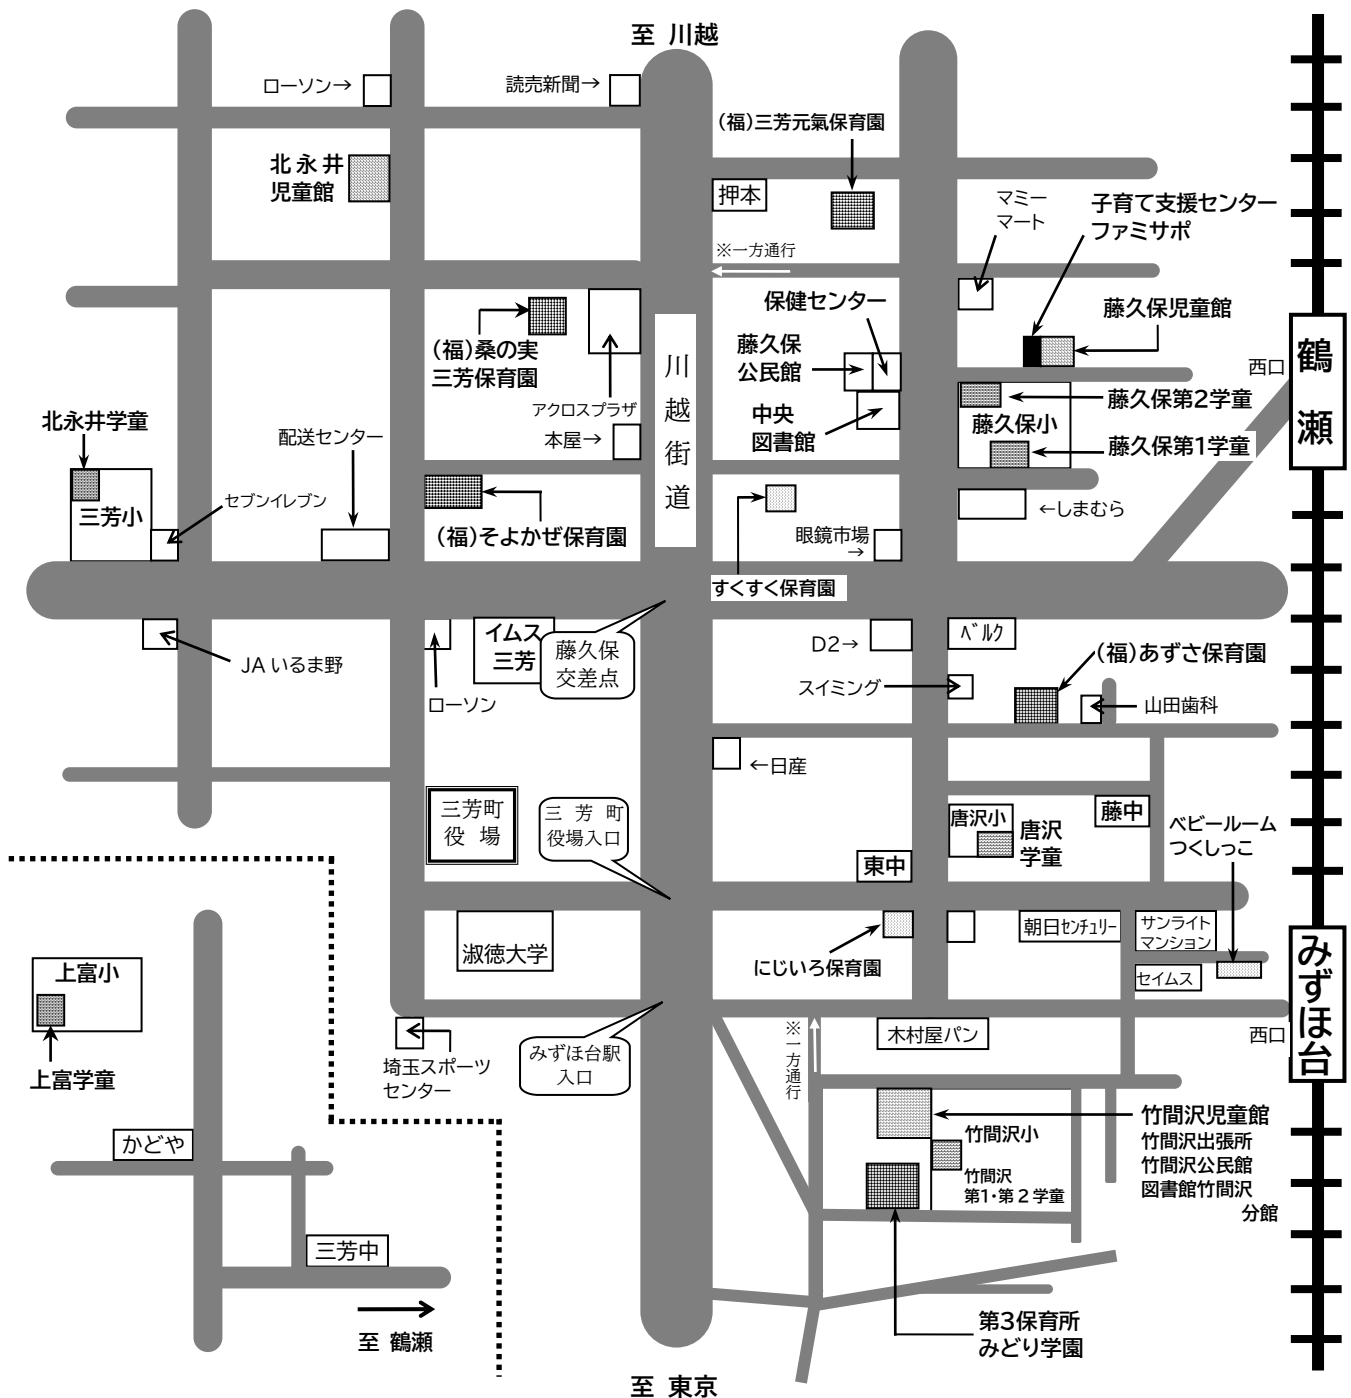 至 川越
ローソン→
読売新聞→
(福)三芳元氣保育園
北永井
児童館
押本
マミー
マート
子育て支援センター
ファミサポ
※一方通行
保健センター
藤久保児童館
(福)桑の実
三芳保育園
藤久保
公民館
川越街道
西口
鶴瀬
アクロスプラザ
中央
図書館
藤久保第2学童
藤久保小
藤久保第1学童
北永井学童
配送センター
本屋→
セブンイレブン
三芳小
(福)そよかぜ保育園
←しまむら
眼鏡市場
→
すくすく保育園
イムス
三芳
藤久保
交差点
D2→
ベルク
JAいるま野
ローソン
スイミング
(福)あずさ保育園
山田歯科
←日産
三芳町
役場
三芳町
役場入口
唐沢小
唐沢
学童
藤中
ベビールーム
つくしっこ
東中
淑徳大学
にじいろ保育園
朝日センチュリー
サンライト
マンション
セイムス
みずほ台
西口
上富小
上富学童
埼玉スポーツ
センター
みずほ台駅
入口
※一方通行
木村屋パン
竹間沢児童館
竹間沢出張所
竹間沢公民館
図書館竹間沢
分館
竹間沢小
竹間沢
第1・第2学童
かどや
三芳中
至 鶴瀬
第3保育所
みどり学園
至 東京